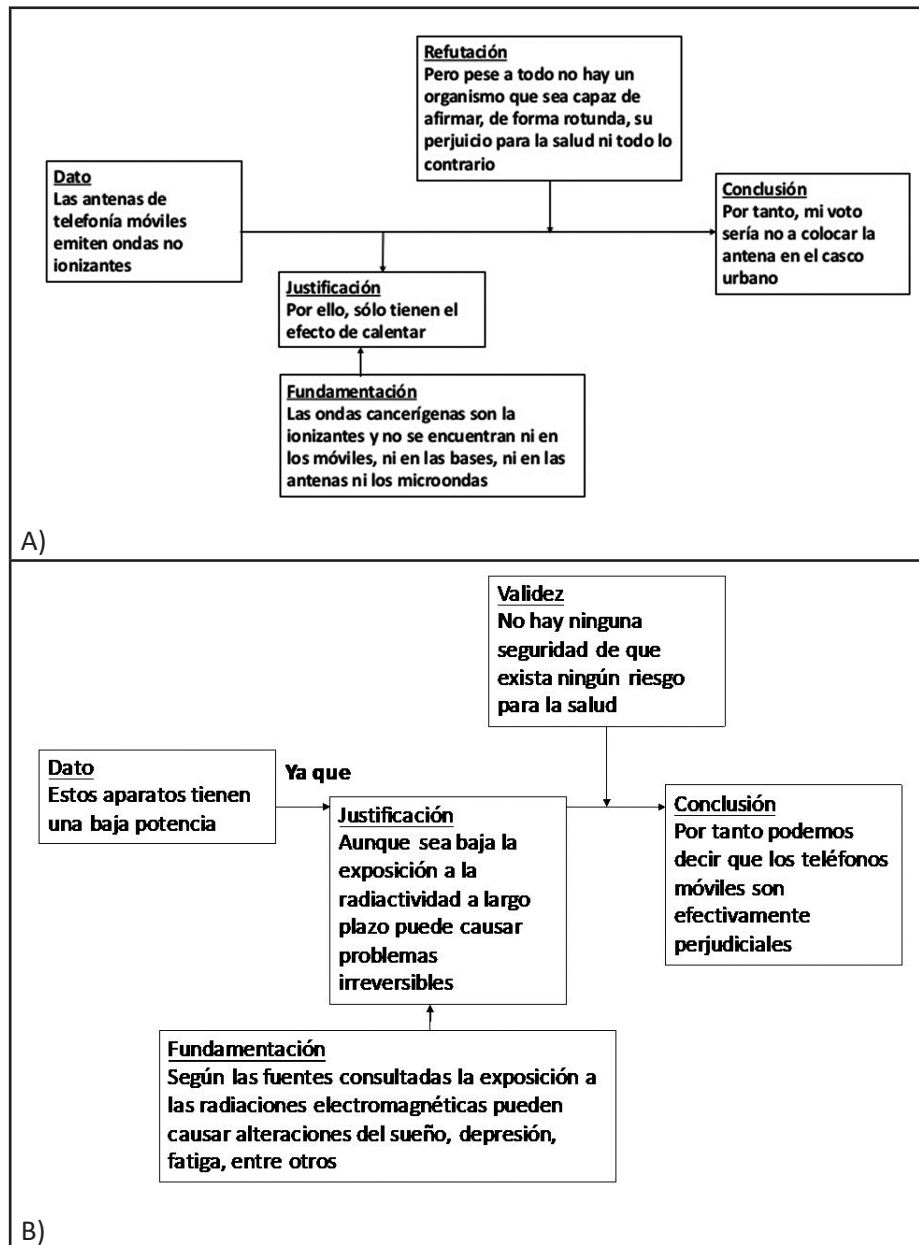 Refutación
Pero pese a todo no hay un
organismo que sea capaz de
afirmar, de forma rotunda, su
perjuicio para la salud ni todo lo
contrario
Dato
Las antenas de
telefonía móviles
emiten ondas no
ionizantes
Conclusión
Por tanto, mi voto
sería no a colocar la
antena en el casco
urbano
Justificación
Por ello, sólo tienen el
efecto de calentar
Fundamentación
Las ondas cancerígenas son la
ionizantes y no se encuentran ni en
los móviles, ni en las bases, ni en las
antenas ni los microondas
A)
Validez
No hay ninguna
seguridad de que
exista ningún riesgo
para la salud
Dato
Estos aparatos tienen
una baja potencia
Ya que
Justificación
Aunque sea baja la
exposición a la
radiactividad a largo
plazo puede causar
problemas
irreversibles
Conclusión
Por tanto podemos
decir que los teléfonos
móviles son
efectivamente
perjudiciales
Fundamentación
Según las fuentes consultadas la exposición a
las radiaciones electromagnéticas pueden
causar alteraciones del sueño, depresión,
fatiga, entre otros
B)